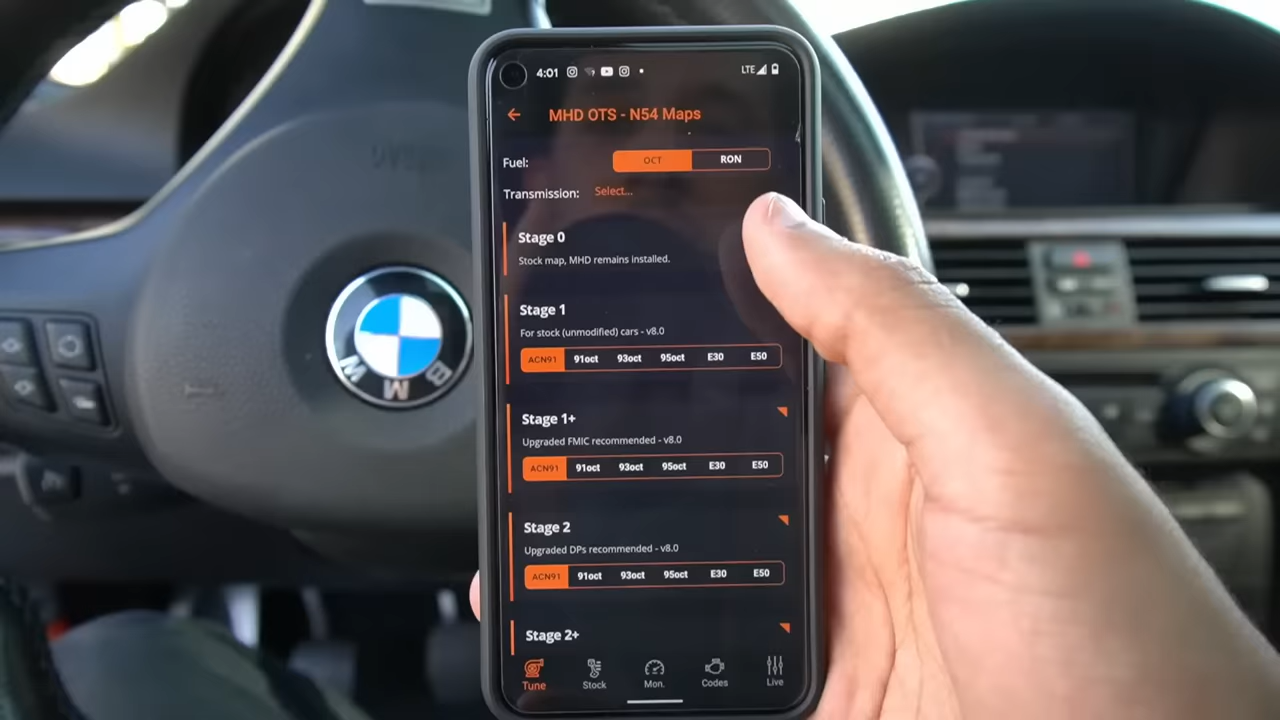 4:01 LTE
MHD OTS - N54 Maps
Fuel: OCT RON
Transmission: Select...
Stage 0
Stock map, MHD remains installed.
Stage 1
For stock (unmodified) cars - v8.0
ACN91 91oct 93oct 95oct E30 E50
Stage 1+
Upgraded FMIC recommended - v8.0
ACN91 91oct 93oct 95oct E30 E50
Stage 2
Upgraded DPs recommended - v8.0
ACN91 91oct 93oct 95oct E30 E50
Stage 2+
Tune Stock Mon. Codes Live
BMW